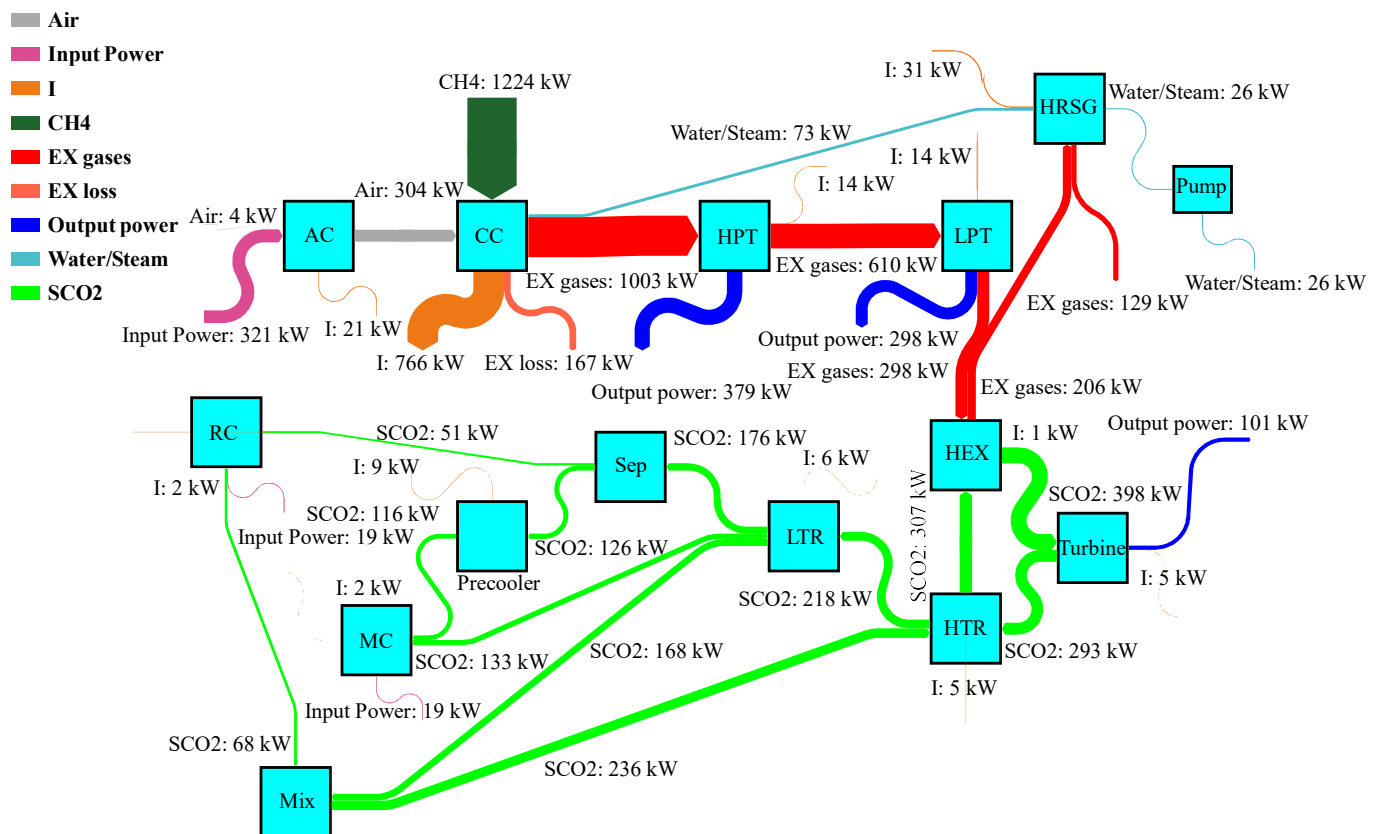 Air
Input Power
I
CH4
EX gases
EX loss
Output power
Water/Steam
SCO2
CH4: 1224 kW
I: 31 kW
HRSG
Water/Steam: 26 kW
Water/Steam: 73 kW
I: 14 kW
I: 14 kW
Pump
Air: 304 kW
Air: 4 kW
AC
CC
HPT
LPT
EX gases: 610 kW
EX gases: 1003 kW
Water/Steam: 26 kW
EX gases: 129 kW
Input Power: 321 kW
I: 21 kW
I: 766 kW
EX loss: 167 kW
Output power: 298 kW
EX gases: 298 kW
Output power: 379 kW
EX gases: 206 kW
Output power: 101 kW
RC
SCO2: 51 kW
SCO2: 176 kW
I: 1 kW
HEX
I: 9 kW
Sep
I: 6 kW
I: 2 kW
SCO2: 116 kW
SCO2: 398 kW
SCO2: 307 kW
Input Power: 19 kW
LTR
SCO2: 126 kW
Turbine
Precooler
I: 5 kW
I: 2 kW
SCO2: 218 kW
MC
HTR
SCO2: 133 kW
SCO2: 168 kW
SCO2: 293 kW
I: 5 kW
Input Power: 19 kW
SCO2: 68 kW
SCO2: 236 kW
Mix